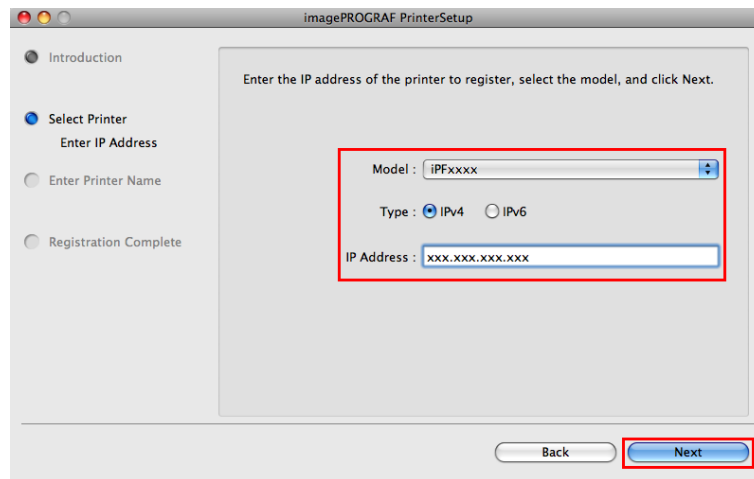 imagePROGRAF PrinterSetup
Introduction
Select Printer
Enter IP Address
Enter Printer Name
Registration Complete
Enter the IP address of the printer to register, select the model, and click Next.
Model : iPFxxxx
Type : IPv4 IPv6
IP Address : xxx.xxx.xxx.xxx
Back Next